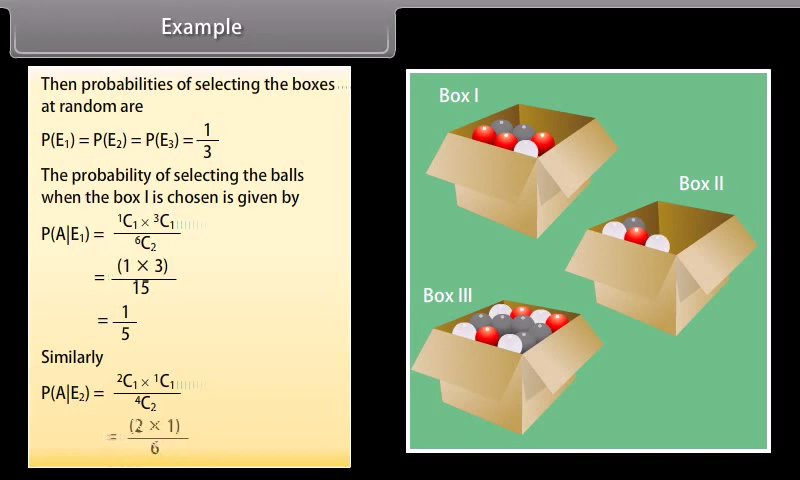 Example
Then probabilities of selecting the boxes
at random are
P(E₁) = P(E₂) = P(E₃) = 1/3
The probability of selecting the balls
when the box I is chosen is given by
P(A|E₁) = (¹C₁ × ³C₁)/⁶C₂
= (1 × 3)/15
= 1/5
Similarly
P(A|E₂) = (²C₁ × ¹C₁)/⁴C₂
= (2 × 1)/6
Box I
Box II
Box III